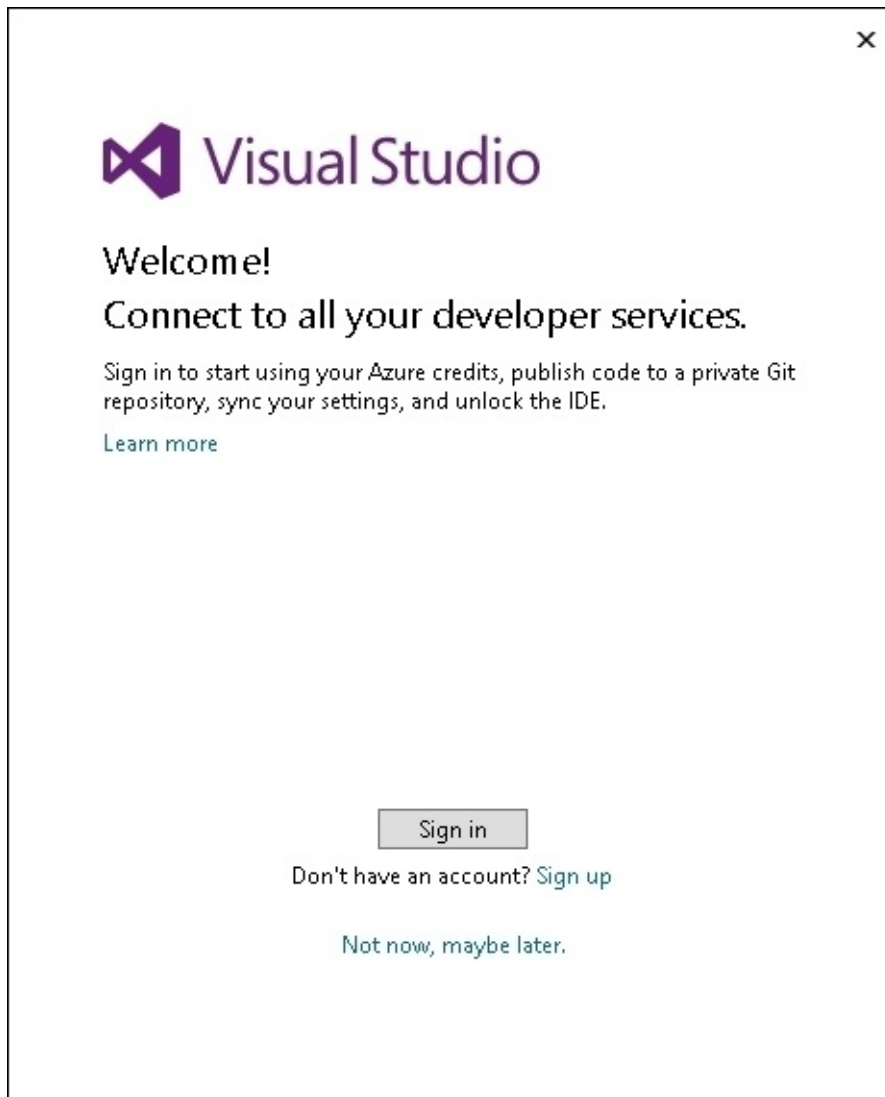 Visual Studio
Welcome!
Connect to all your developer services.
Sign in to start using your Azure credits, publish code to a private Git
repository, sync your settings, and unlock the IDE.
Learn more
Sign in
Don't have an account? Sign up
Not now, maybe later.